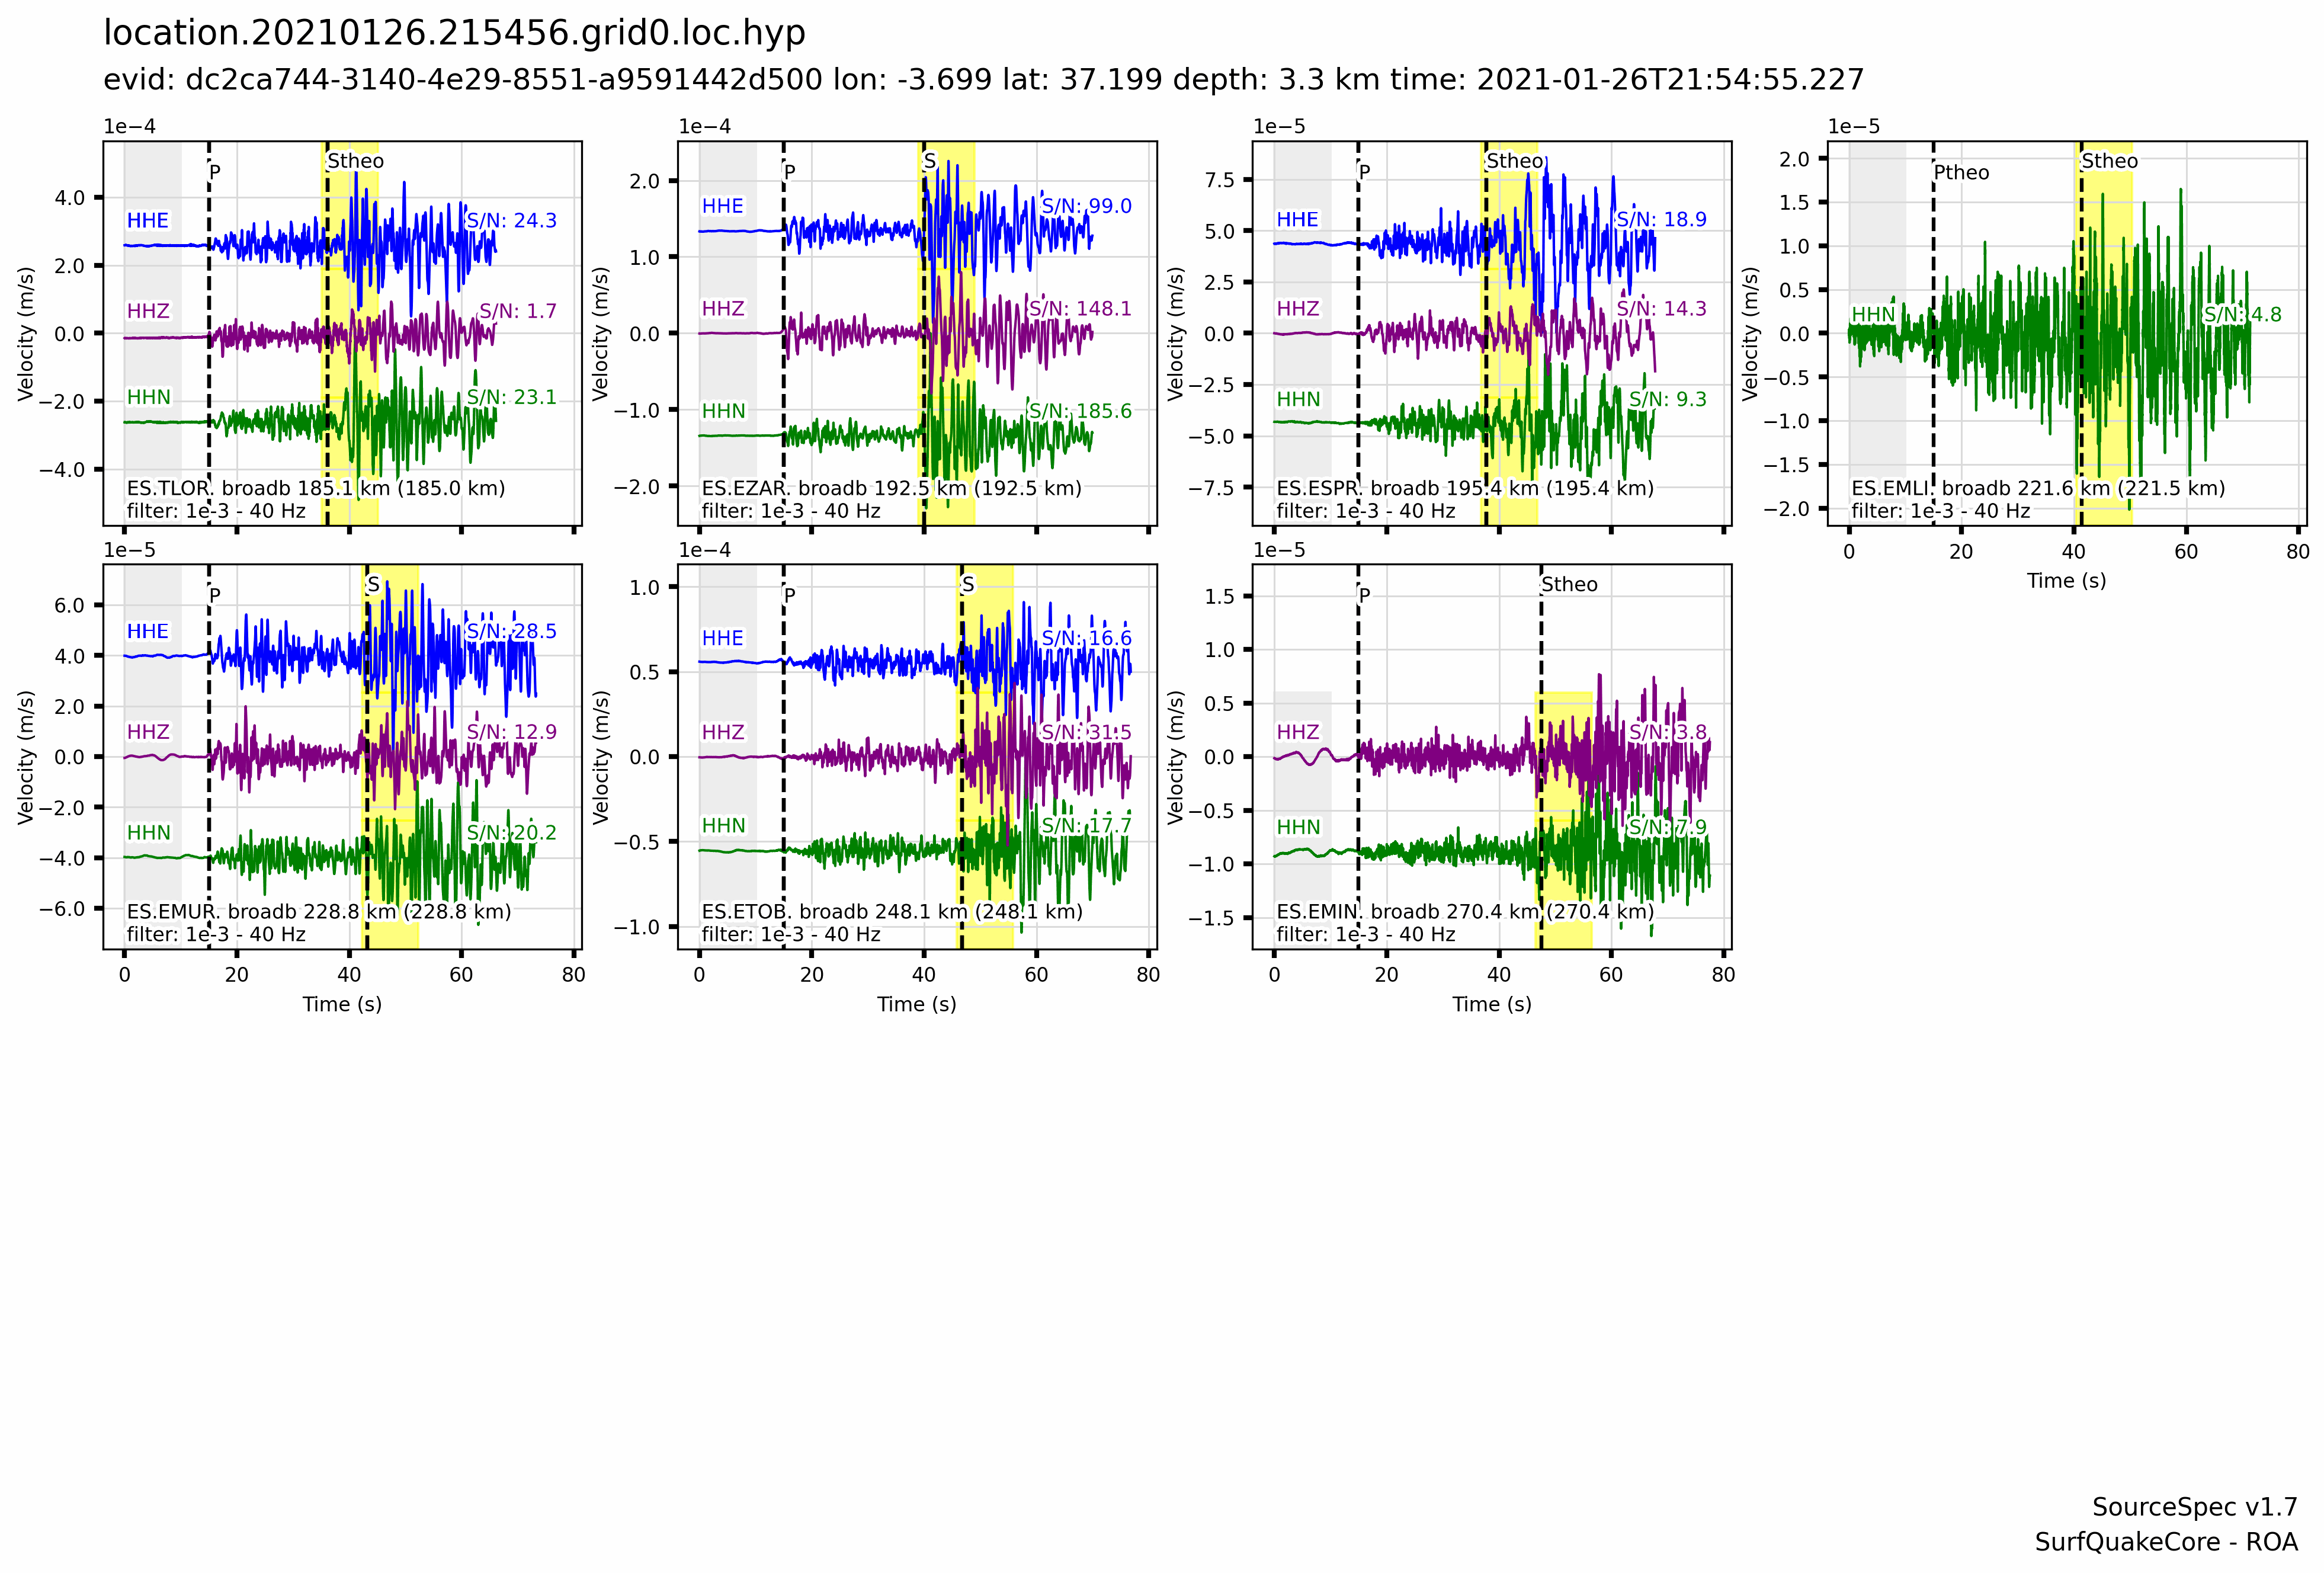 location.20210126.215456.grid0.loc.hyp
evid: dc2ca744-3140-4e29-8551-a9591442d500 lon: -3.699 lat: 37.199 depth: 3.3 km time: 2021-01-26T21:54:55.227
1e−4
Velocity (m/s)
4.0
2.0
0.0
−2.0
−4.0
P
Stheo
HHE
S/N: 24.3
HHZ
S/N: 1.7
HHN
S/N: 23.1
ES.TLOR. broadb 185.1 km (185.0 km)
filter: 1e-3 - 40 Hz
1e−4
Velocity (m/s)
2.0
1.0
0.0
−1.0
−2.0
P
S
HHE
S/N: 99.0
HHZ
S/N: 148.1
HHN
S/N: 185.6
ES.EZAR. broadb 192.5 km (192.5 km)
filter: 1e-3 - 40 Hz
1e−5
Velocity (m/s)
7.5
5.0
2.5
0.0
−2.5
−5.0
−7.5
P
Stheo
HHE
S/N: 18.9
HHZ
S/N: 14.3
HHN
S/N: 9.3
ES.ESPR. broadb 195.4 km (195.4 km)
filter: 1e-3 - 40 Hz
1e−5
Velocity (m/s)
2.0
1.5
1.0
0.5
0.0
−0.5
−1.0
−1.5
−2.0
Ptheo
Stheo
HHN
S/N: 4.8
ES.EMLI. broadb 221.6 km (221.5 km)
filter: 1e-3 - 40 Hz
0 20 40 60 80
Time (s)
1e−5
Velocity (m/s)
6.0
4.0
2.0
0.0
−2.0
−4.0
−6.0
P
S
HHE
S/N: 28.5
HHZ
S/N: 12.9
HHN
S/N: 20.2
ES.EMUR. broadb 228.8 km (228.8 km)
filter: 1e-3 - 40 Hz
0 20 40 60 80
Time (s)
1e−4
Velocity (m/s)
1.0
0.5
0.0
−0.5
−1.0
P
S
HHE
S/N: 16.6
HHZ
S/N: 31.5
HHN
S/N: 17.7
ES.ETOB. broadb 248.1 km (248.1 km)
filter: 1e-3 - 40 Hz
0 20 40 60 80
Time (s)
1e−5
Velocity (m/s)
1.5
1.0
0.5
0.0
−0.5
−1.0
−1.5
P
Stheo
HHZ
S/N: 3.8
HHN
S/N: 7.9
ES.EMIN. broadb 270.4 km (270.4 km)
filter: 1e-3 - 40 Hz
0 20 40 60 80
Time (s)
SourceSpec v1.7
SurfQuakeCore - ROA